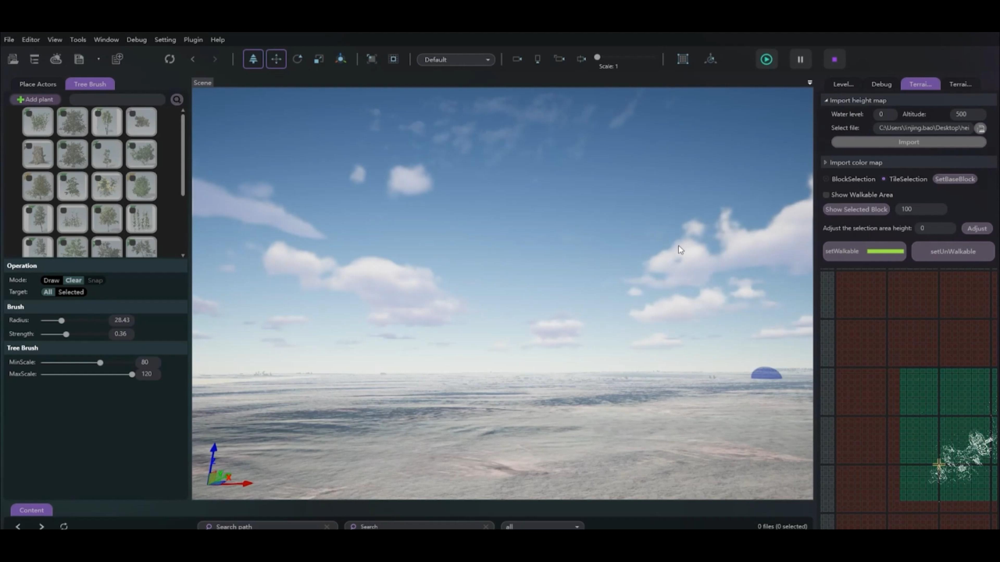 File Editor View Tools Window Debug Setting Plugin Help
Default
Scale: 1
Place Actors Tree Brush
Add plant
Operation
Mode: Draw Clear Snap
Target: All Selected
Brush
Radius: 28.43
Strength: 0.36
Tree Brush
MinScale: 80
MaxScale: 120
Scene
Z
X
Level... Debug Terrai... Terrai...
Import height map
Water level: 0 Altitude: 500
Select file: C:\Users\linjing.bao\Desktop\hei
Import
Import color map
BlockSelection TileSelection SetBaseBlock
Show Walkable Area
Show Selected Block 100
Adjust the selection area height: 0 Adjust
setWalkable setUnWalkable
Content
Search path Search all 0 files (0 selected)